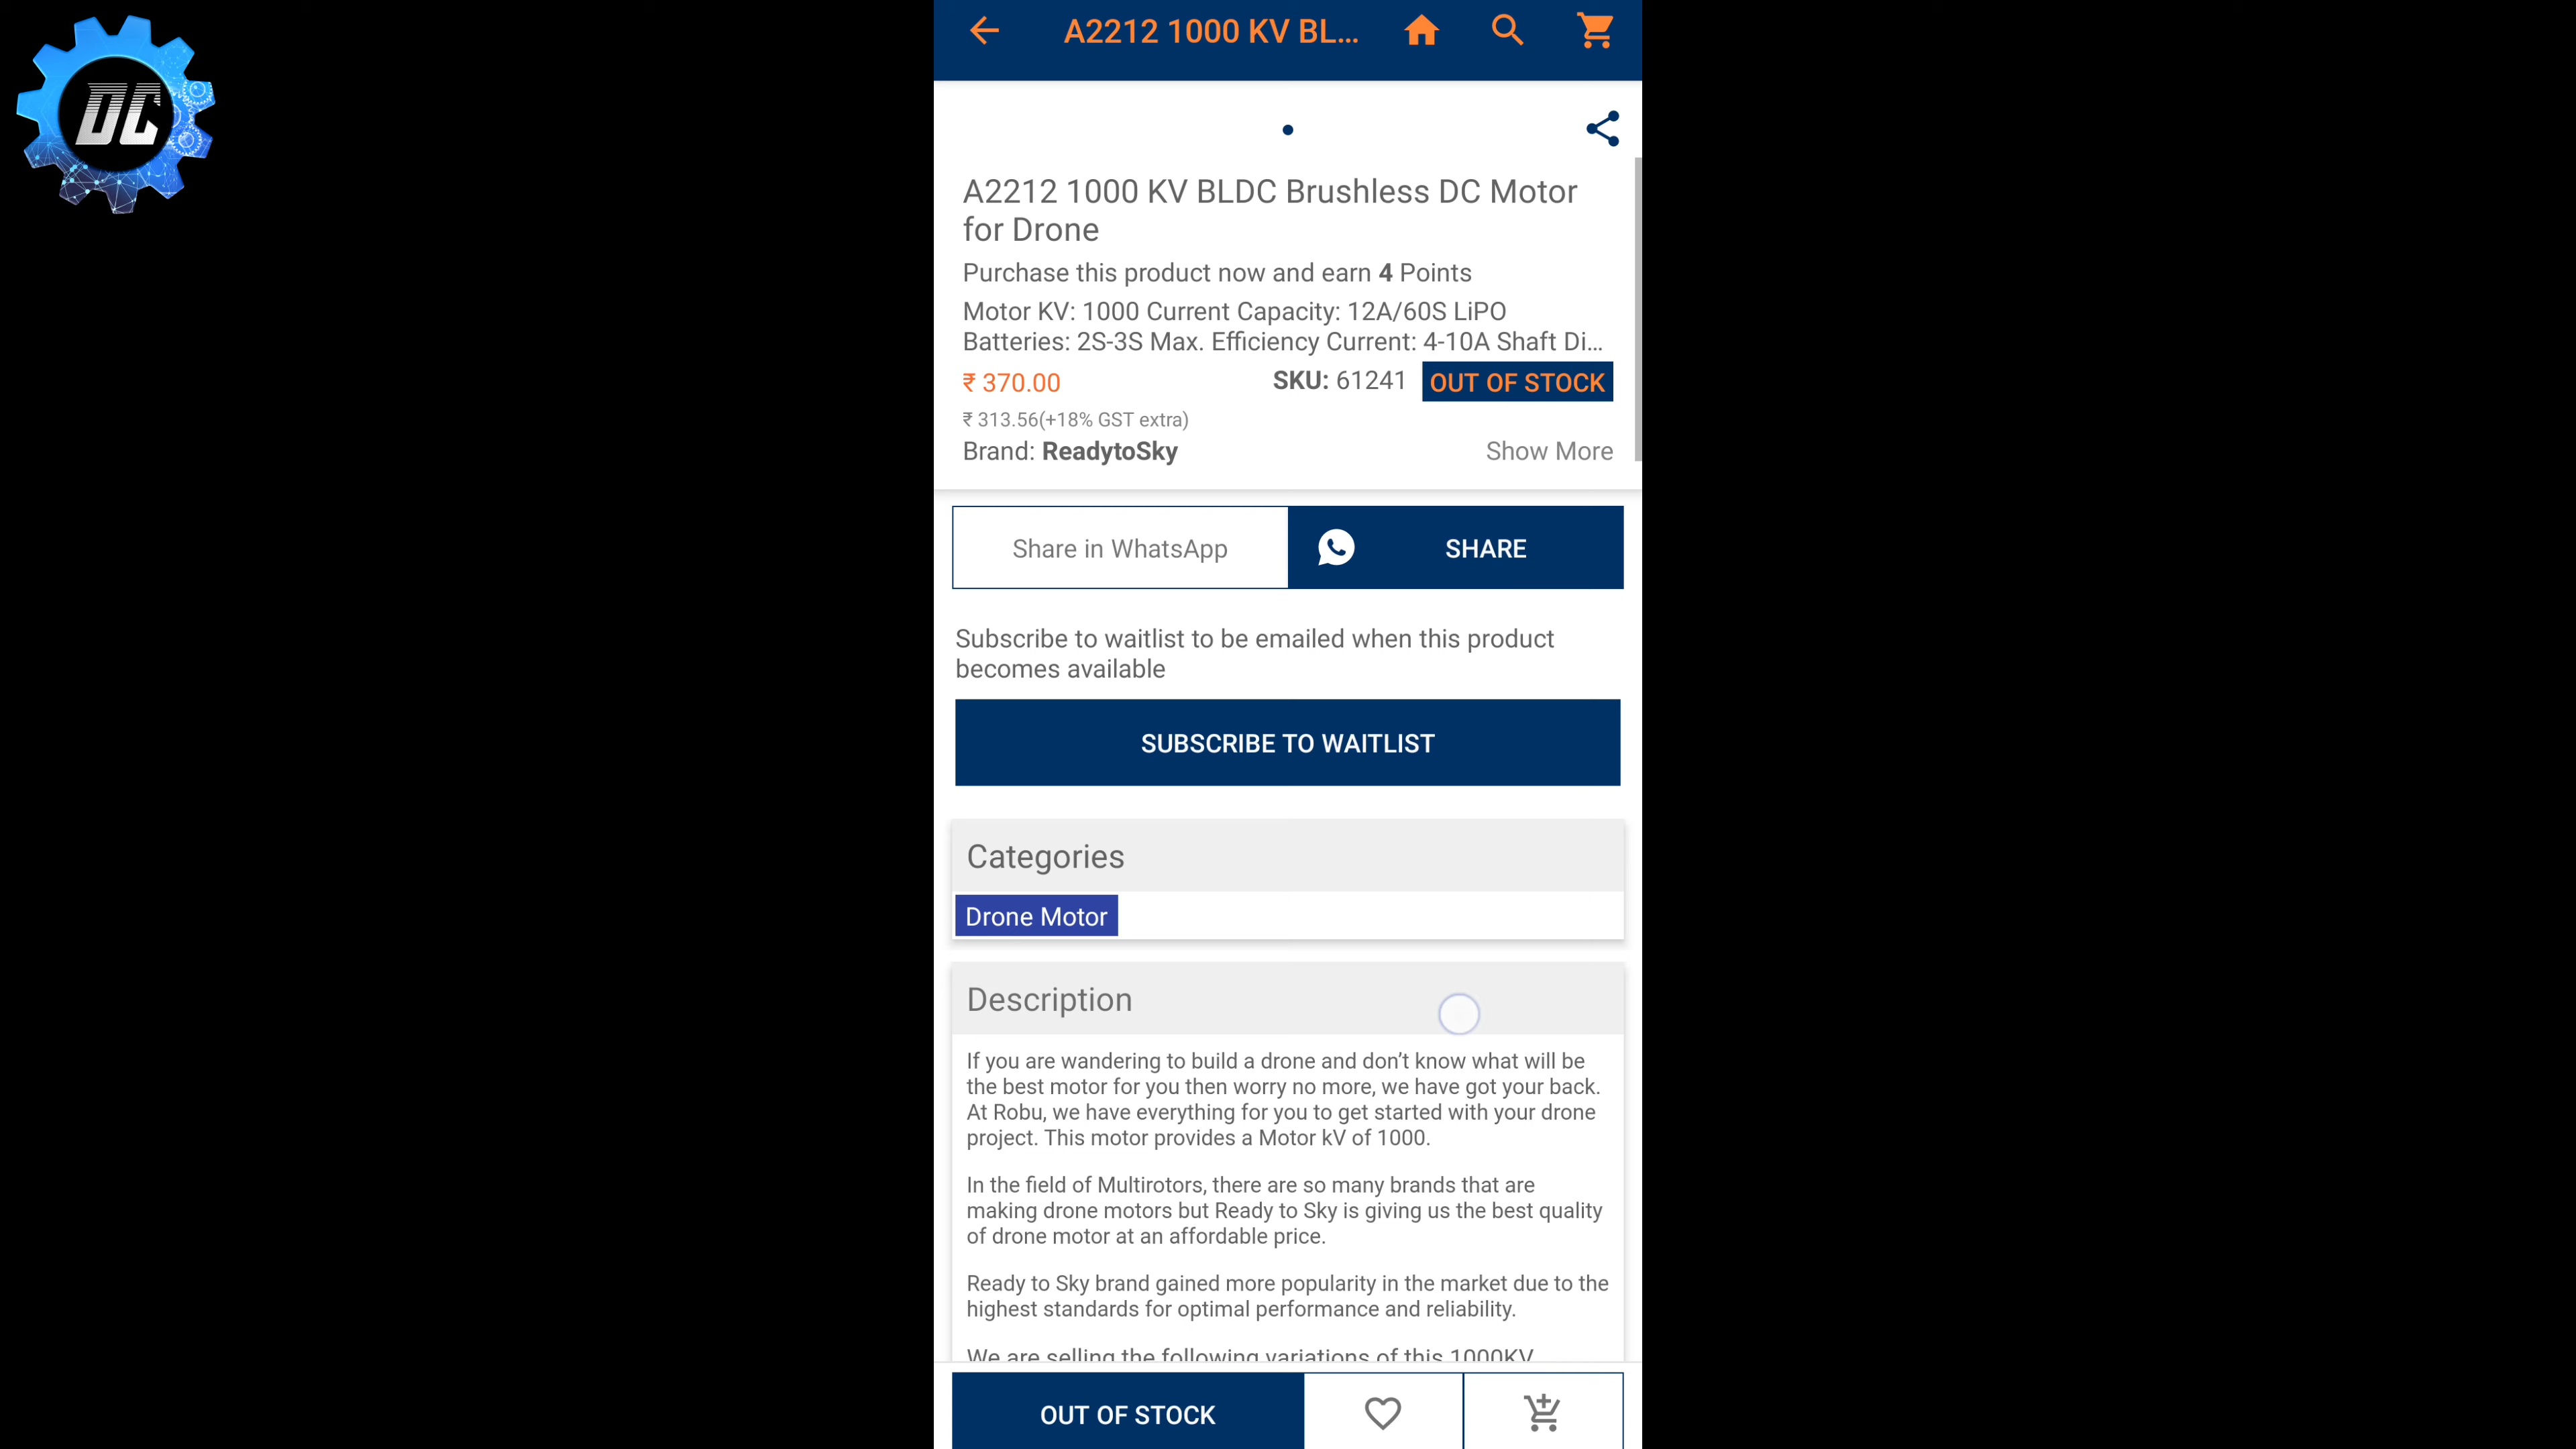 DC
A2212 1000 KV BL...
A2212 1000 KV BLDC Brushless DC Motor
for Drone
Purchase this product now and earn 4 Points
Motor KV: 1000 Current Capacity: 12A/60S LiPO
Batteries: 2S-3S Max. Efficiency Current: 4-10A Shaft Di...
₹ 370.00 SKU: 61241 OUT OF STOCK
₹ 313.56(+18% GST extra)
Brand: ReadytoSky Show More
Share in WhatsApp SHARE
Subscribe to waitlist to be emailed when this product
becomes available
SUBSCRIBE TO WAITLIST
Categories
Drone Motor
Description
If you are wandering to build a drone and don’t know what will be
the best motor for you then worry no more, we have got your back.
At Robu, we have everything for you to get started with your drone
project. This motor provides a Motor kV of 1000.
In the field of Multirotors, there are so many brands that are
making drone motors but Ready to Sky is giving us the best quality
of drone motor at an affordable price.
Ready to Sky brand gained more popularity in the market due to the
highest standards for optimal performance and reliability.
We are selling the following variations of this 1000KV
OUT OF STOCK